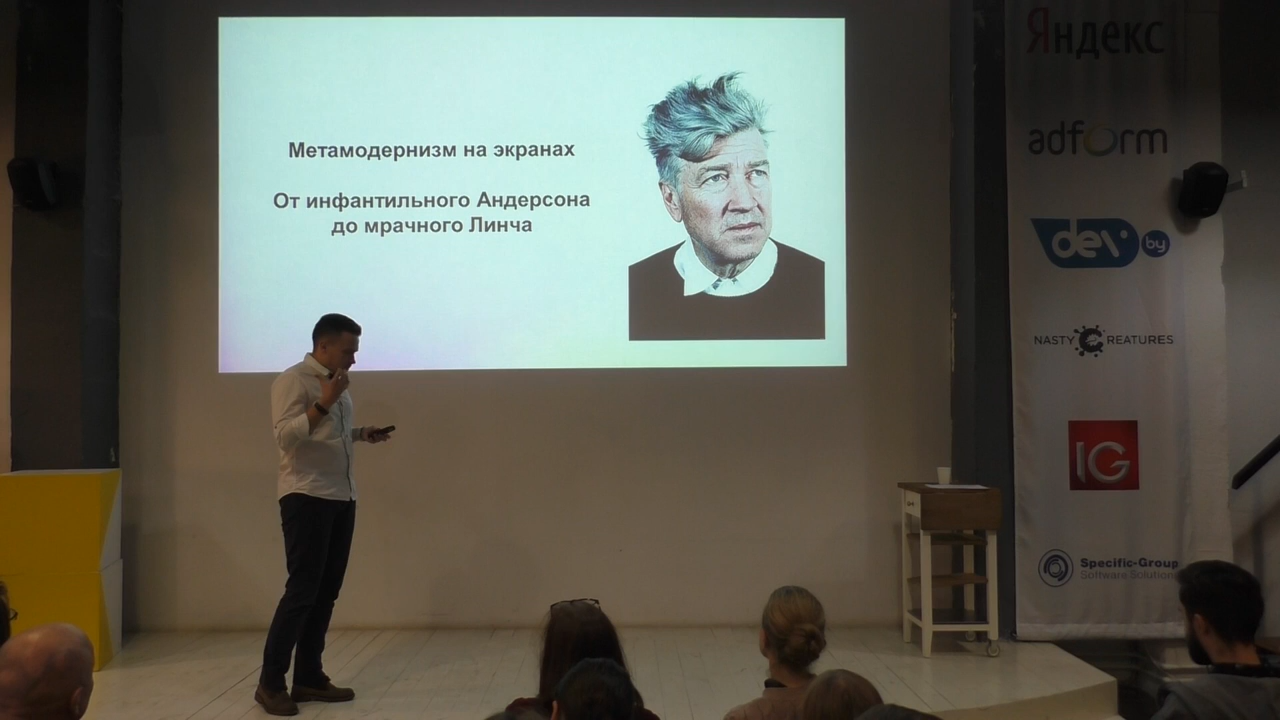 Метамодернизм на экранах
От инфантильного Андерсона
до мрачного Линча
Яндекс
adform
dev by
NASTY CREATURES
IG
Specific-Group
Software Solutions